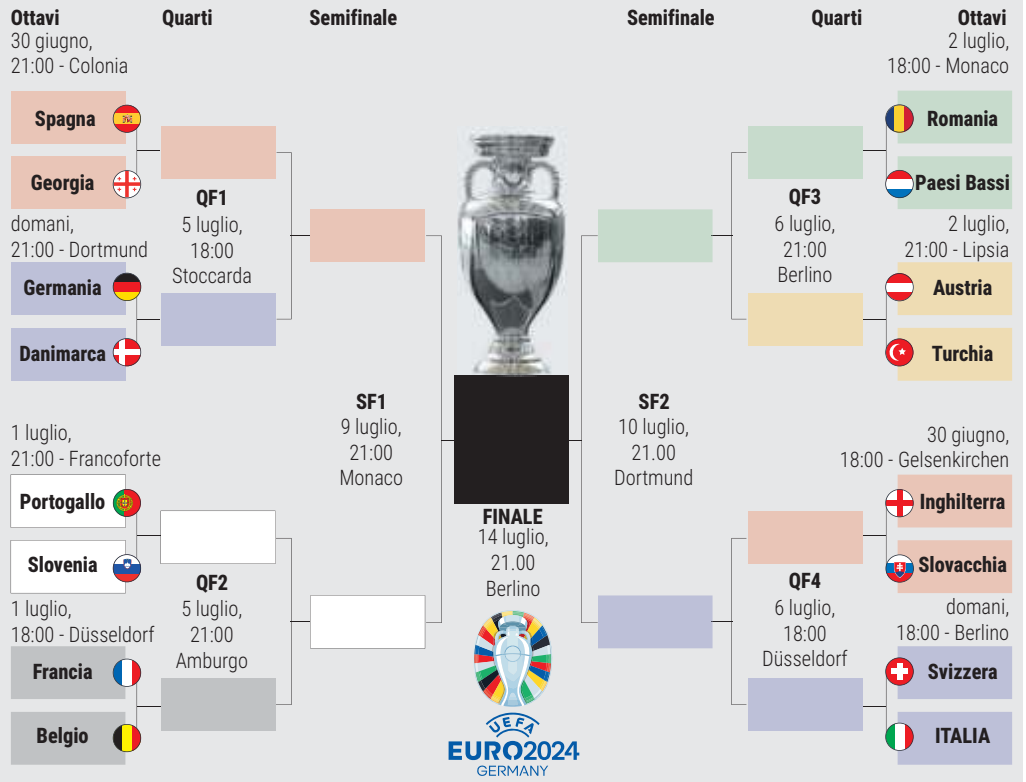 Ottavi
Quarti
Semifinale
Semifinale
Quarti
Ottavi
30 giugno,
21:00 - Colonia
Spagna
Georgia
domani,
21:00 - Dortmund
Germania
Danimarca
QF1
5 luglio,
18:00
Stoccarda
1 luglio,
21:00 - Francoforte
Portogallo
Slovenia
1 luglio,
18:00 - Düsseldorf
Francia
Belgio
QF2
5 luglio,
21:00
Amburgo
SF1
9 luglio,
21:00
Monaco
FINALE
14 luglio,
21.00
Berlino
UEFA
EURO2024
GERMANY
SF2
10 luglio,
21.00
Dortmund
QF3
6 luglio,
21:00
Berlino
2 luglio,
18:00 - Monaco
Romania
Paesi Bassi
2 luglio,
21:00 - Lipsia
Austria
Turchia
QF4
6 luglio,
18:00
Düsseldorf
30 giugno,
18:00 - Gelsenkirchen
Inghilterra
Slovacchia
domani,
18:00 - Berlino
Svizzera
ITALIA